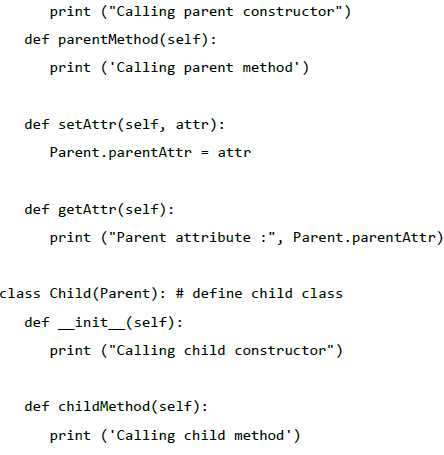 print ("Calling parent constructor")
   def parentMethod(self):
      print ('Calling parent method')

   def setAttr(self, attr):
      Parent.parentAttr = attr

   def getAttr(self):
      print ("Parent attribute :", Parent.parentAttr)

class Child(Parent): # define child class
   def __init__(self):
      print ("Calling child constructor")

   def childMethod(self):
      print ('Calling child method')